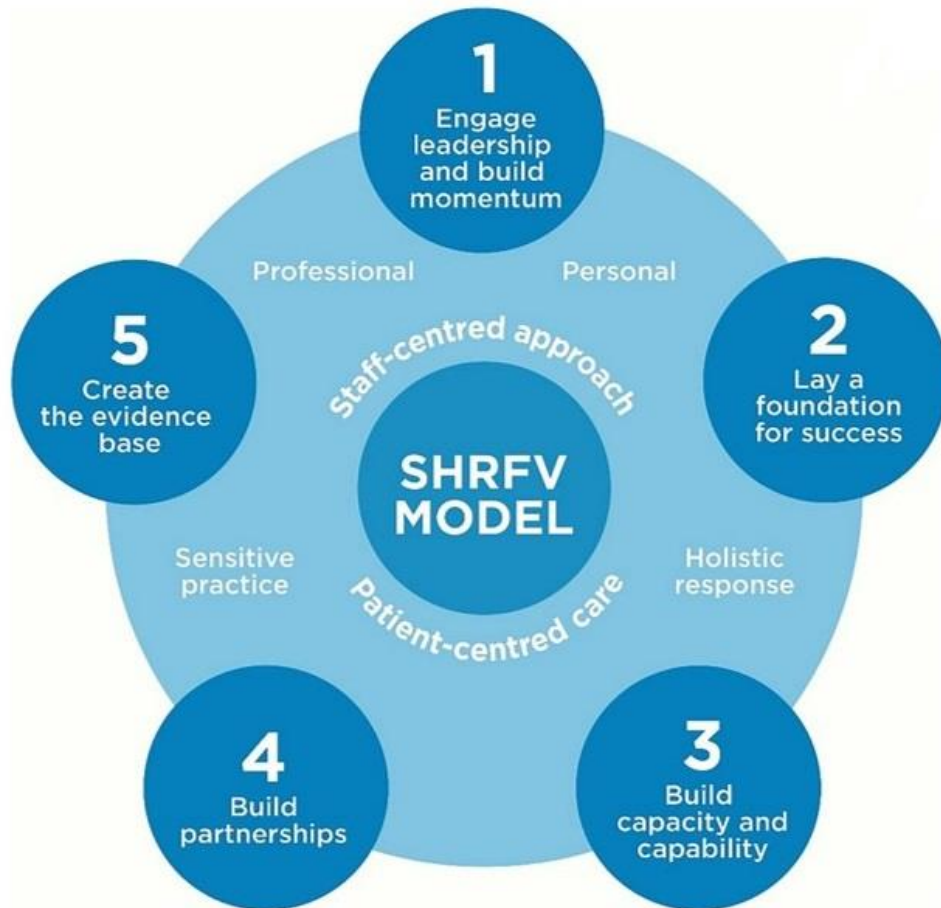 1
Engage
leadership
and build
momentum
Professional
Personal
5
Create
the evidence
base
Staff-centred approach
2
Lay a
foundation
for success
SHRFV
MODEL
Sensitive
practice
Holistic
response
Patient-centred care
4
Build
partnerships
3
Build
capacity and
capability